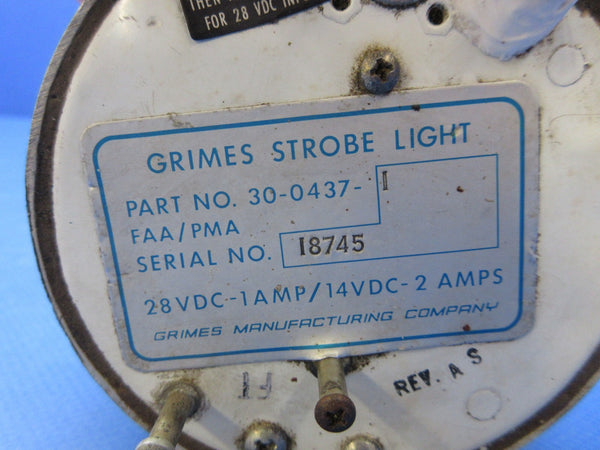 FOR 28 VDC
GRIMES STROBE LIGHT
PART NO. 30-0437-1
FAA/PMA
SERIAL NO. 18745
28VDC-1AMP/14VDC-2 AMPS
GRIMES MANUFACTURING COMPANY
REV. A S